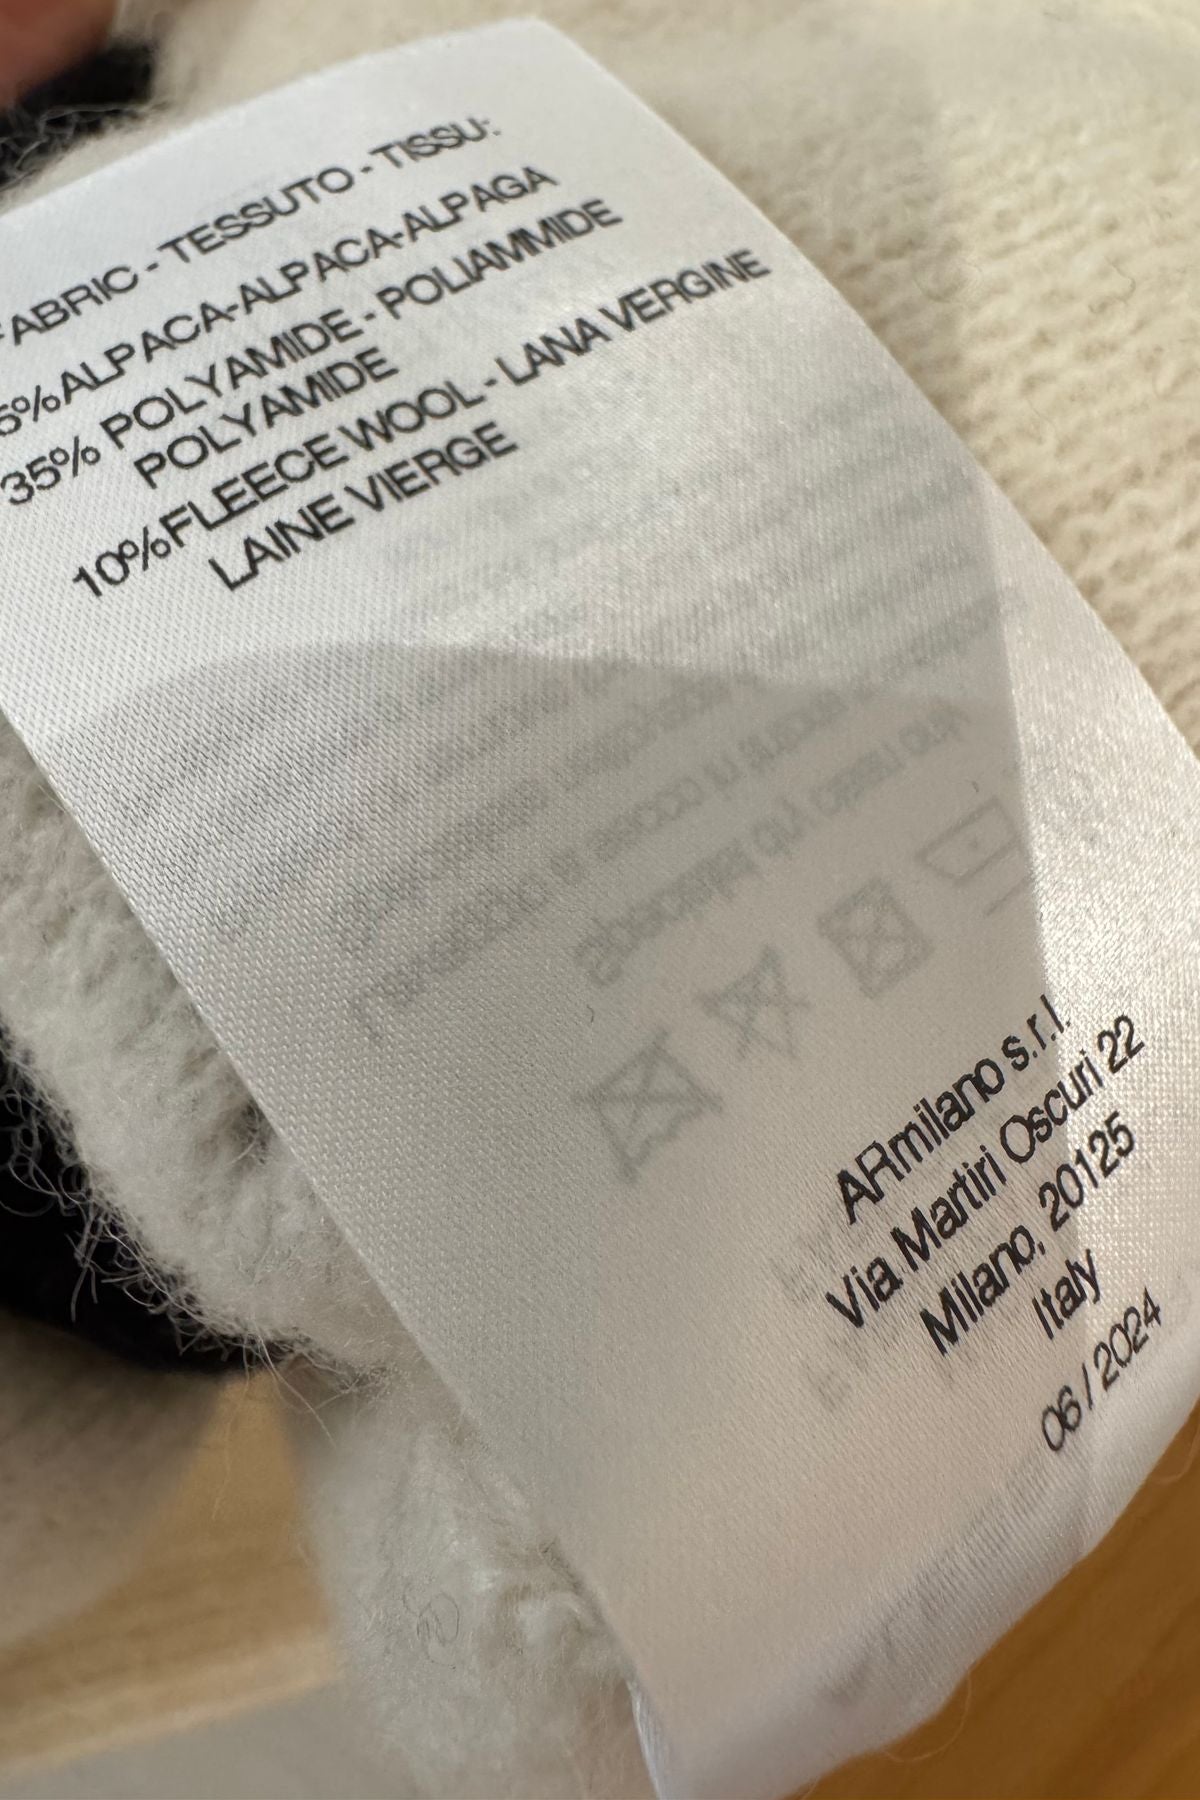 FABRIC - TESSUTO - TISSU:
5%ALPACA-ALPACA-ALPAGA
35% POLYAMIDE - POLIAMMIDE
POLYAMIDE
10%FLEECE WOOL - LANA VERGINE
LAINE VIERGE
ARmilano s.r.l.
Via Martiri Oscuri 22
Milano, 20125
Italy
06 / 2024